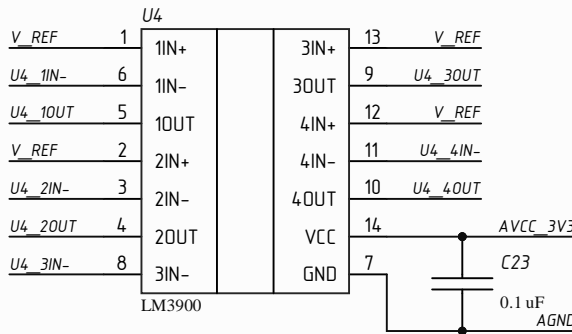 U4
V_REF 1 1IN+ 3IN+ 13 V_REF
U4_1IN- 6 1IN- 3OUT 9 U4_3OUT
U4_1OUT 5 1OUT 4IN+ 12 V_REF
V_REF 2 2IN+ 4IN- 11 U4_4IN-
U4_2IN- 3 2IN- 4OUT 10 U4_4OUT
U4_2OUT 4 2OUT VCC 14 AVCC_3V3
U4_3IN- 8 3IN- GND 7 C23
LM3900 0.1 uF
AGND